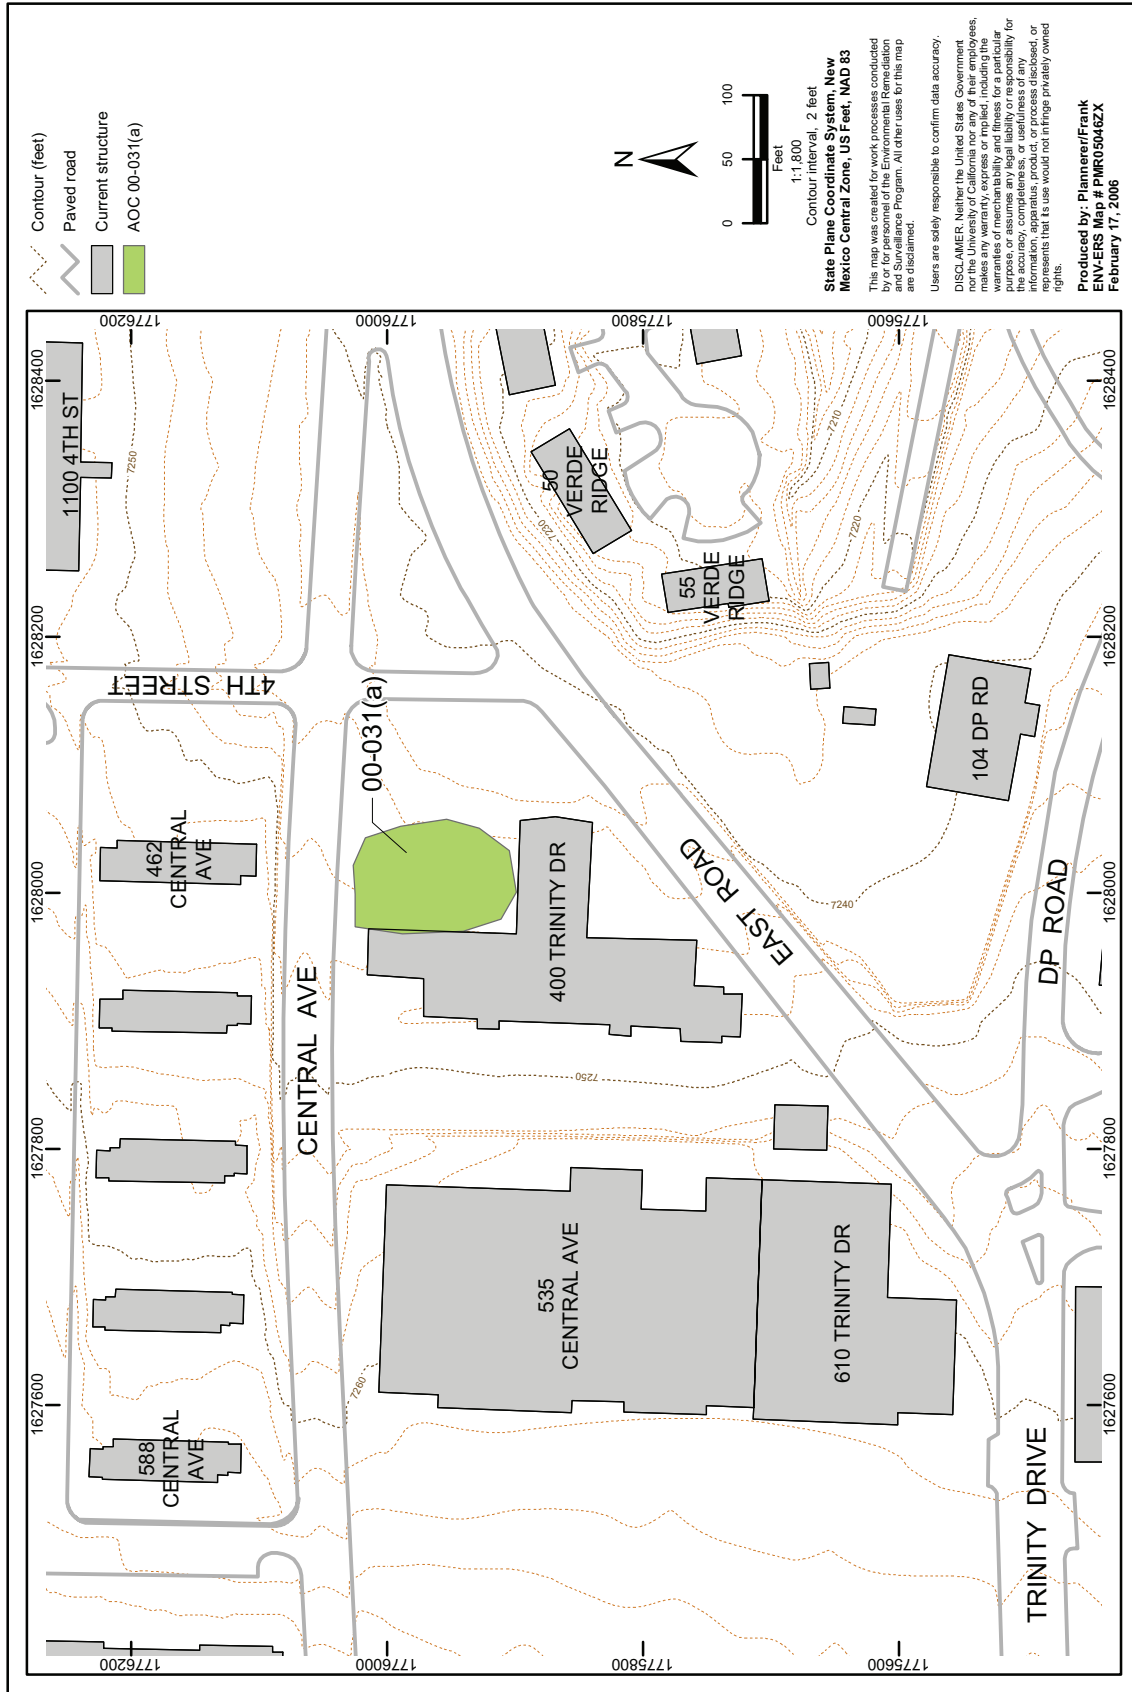 Contour (feet)
Paved road
Current structure
AOC 00-031(a)
N
0 50 100
Feet
1:1,800
Contour interval, 2 feet
State Plane Coordinate System, New
Mexico Central Zone, US Feet, NAD 83
This map was created for work processes conducted
by or for personnel of the Environmental Remediation
and Surveillance Program. All other uses for this map
are disclaimed.
Users are solely responsible to confirm data accuracy.
DISCLAIMER: Neither the United States Government
nor the University of California nor any of their employees,
makes any warranty, express or implied, including the
warranties of merchantability and fitness for a particular
purpose, or assumes any legal liability or responsibility for
the accuracy, completeness, or usefulness of any
information, apparatus, product, or process disclosed, or
represents that its use would not infringe privately owned
rights.
Produced by: Plannerer/Frank
ENV-ERS Map # PMR05046ZX
February 17, 2006
1627600
1627800
1628000
1628200
1628400
1776200
1776200
1776000
1776000
1775800
1775800
1775600
1775600
1627600
1627800
1628000
1628200
1628400
1100 4TH ST
7250
4TH STREET
462
CENTRAL
AVE
588
CENTRAL
AVE
CENTRAL AVE
00-031(a)
7260
400 TRINITY DR
7250
535
CENTRAL AVE
610 TRINITY DR
50
VERDE
RIDGE
7230
55
VERDE
RIDGE
7210
7220
EAST ROAD
7240
104 DP RD
DP ROAD
TRINITY DRIVE